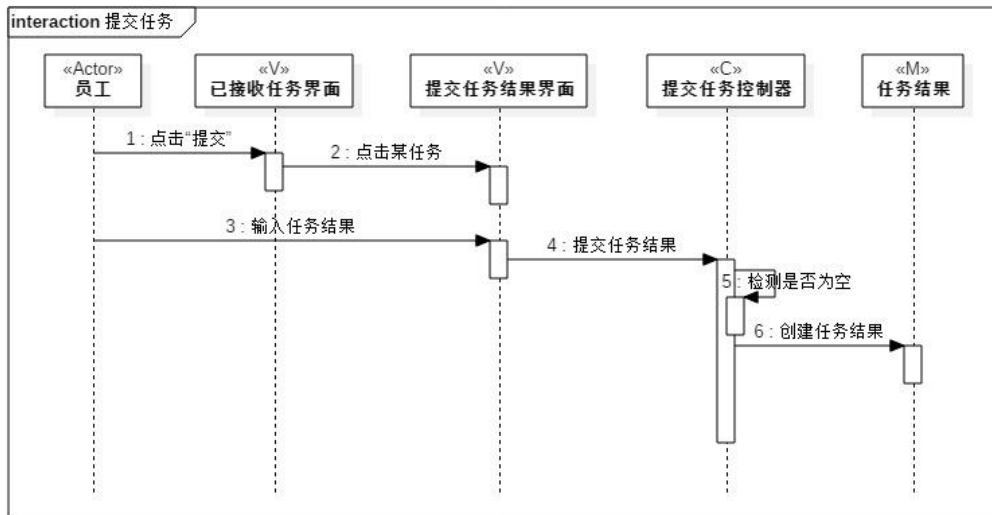 interaction 提交任务
«Actor»
员工
«V»
已接收任务界面
«V»
提交任务结果界面
«C»
提交任务控制器
«M»
任务结果
1 : 点击“提交”
2 : 点击某任务
3 : 输入任务结果
4 : 提交任务结果
5 : 检测是否为空
6 : 创建任务结果